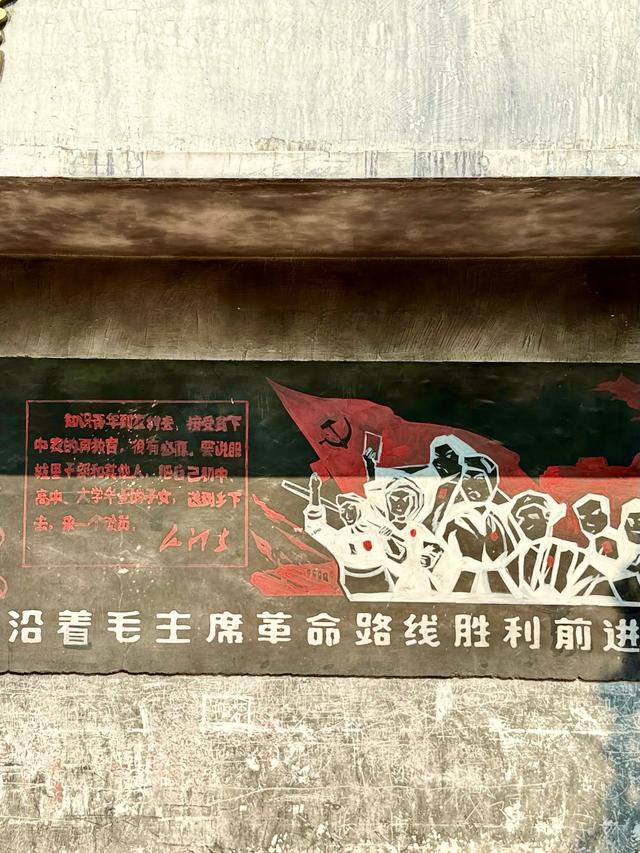 知识青年到农村去，接受贫下
中农的再教育，很有必要。要说服
城里干部和其他人，把自己初中、
高中、大学毕业的子女，送到乡下
去，来一个动员。
沿着毛主席革命路线胜利前进